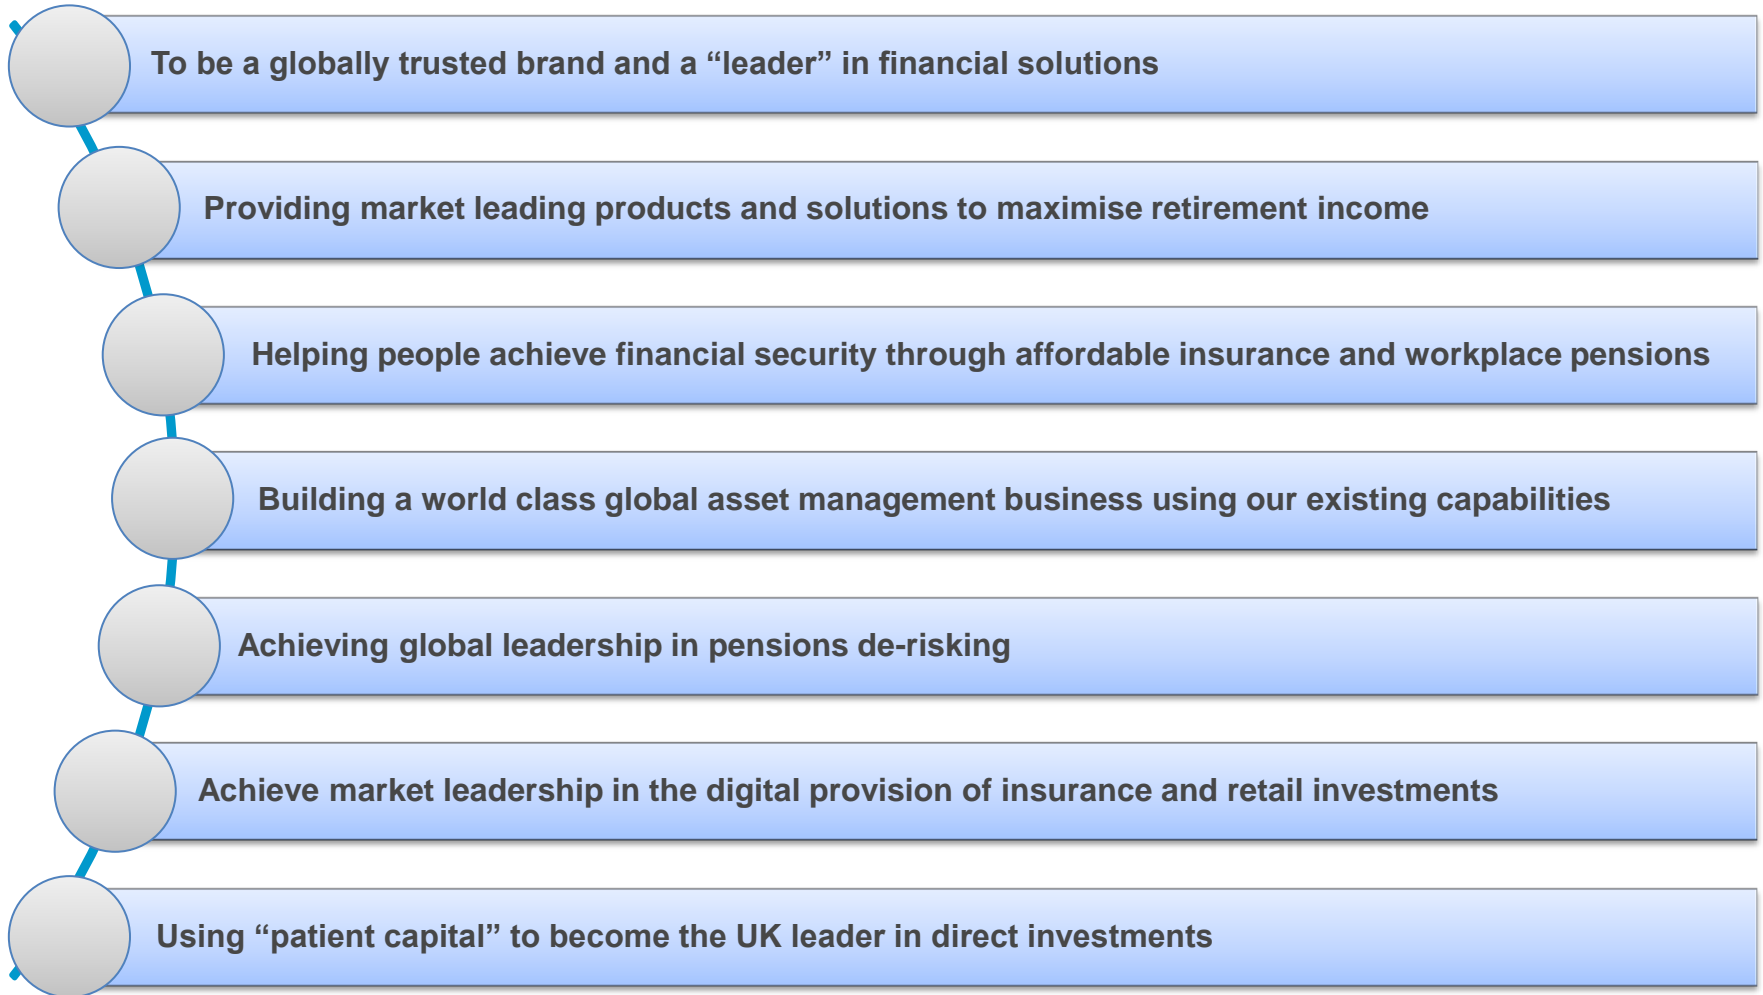 To be a globally trusted brand and a “leader” in financial solutions
Providing market leading products and solutions to maximise retirement income
Helping people achieve financial security through affordable insurance and workplace pensions
Building a world class global asset management business using our existing capabilities
Achieving global leadership in pensions de-risking
Achieve market leadership in the digital provision of insurance and retail investments
Using “patient capital” to become the UK leader in direct investments